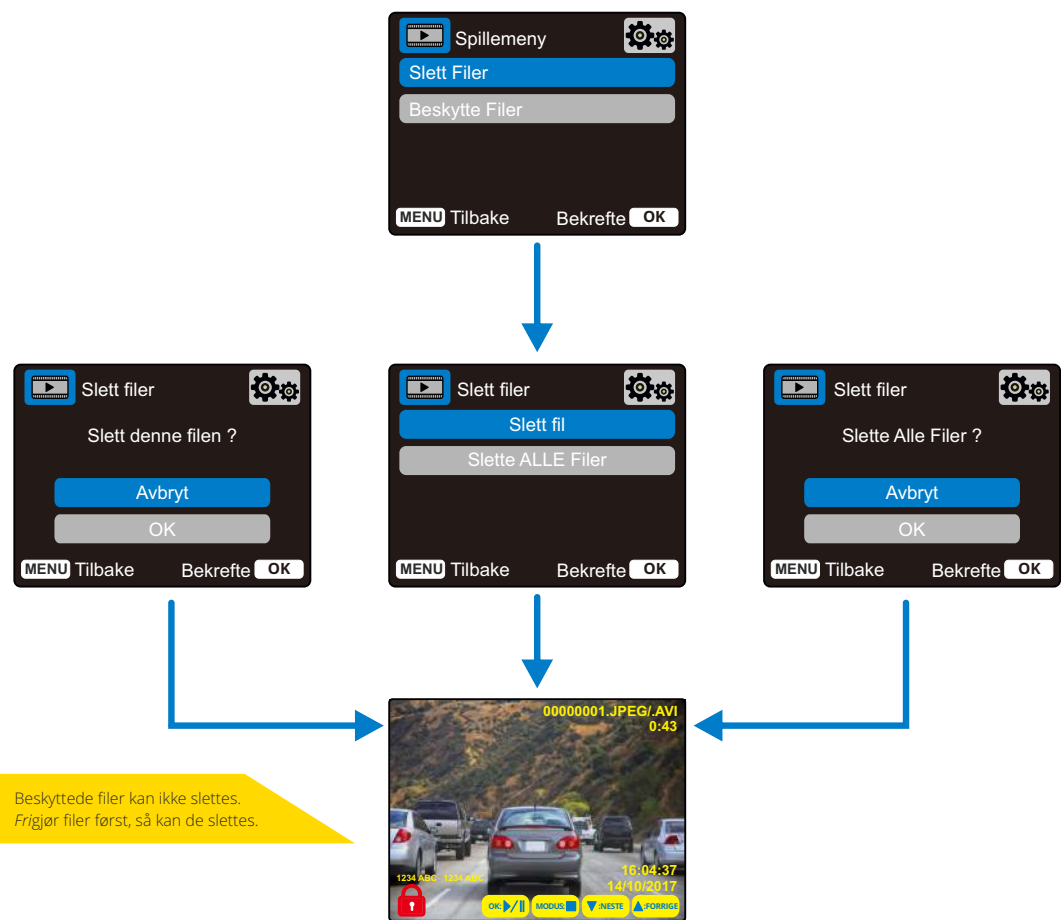 Spillemeny
Slett Filer
Beskytte Filer
MENU Tilbake Bekrefte OK
Slett filer
Slett denne filen ?
Avbryt
OK
MENU Tilbake Bekrefte OK
Slett filer
Slett fil
Slette ALLE Filer
MENU Tilbake Bekrefte OK
Slett filer
Slette Alle Filer ?
Avbryt
OK
MENU Tilbake Bekrefte OK
00000001.JPEG/.AVI
0:43
Beskyttede filer kan ikke slettes.
Frigjør filer først, så kan de slettes.
1234 ABC 1234 ABC
16:04:37
14/10/2017
OK: MODUS: :NESTE :FORRIGE